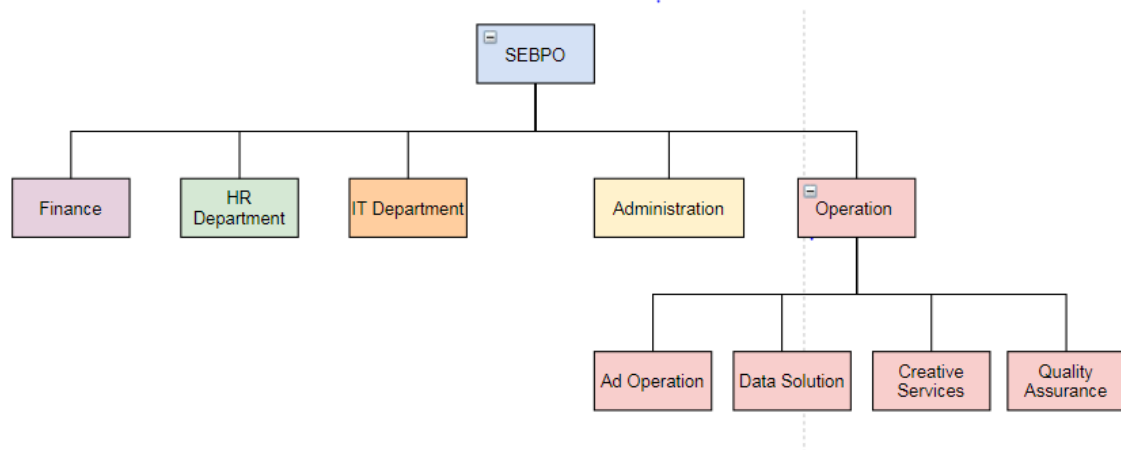 SEBPO
Finance
HR
Department
IT Department
Administration
Operation
Ad Operation
Data Solution
Creative
Services
Quality
Assurance